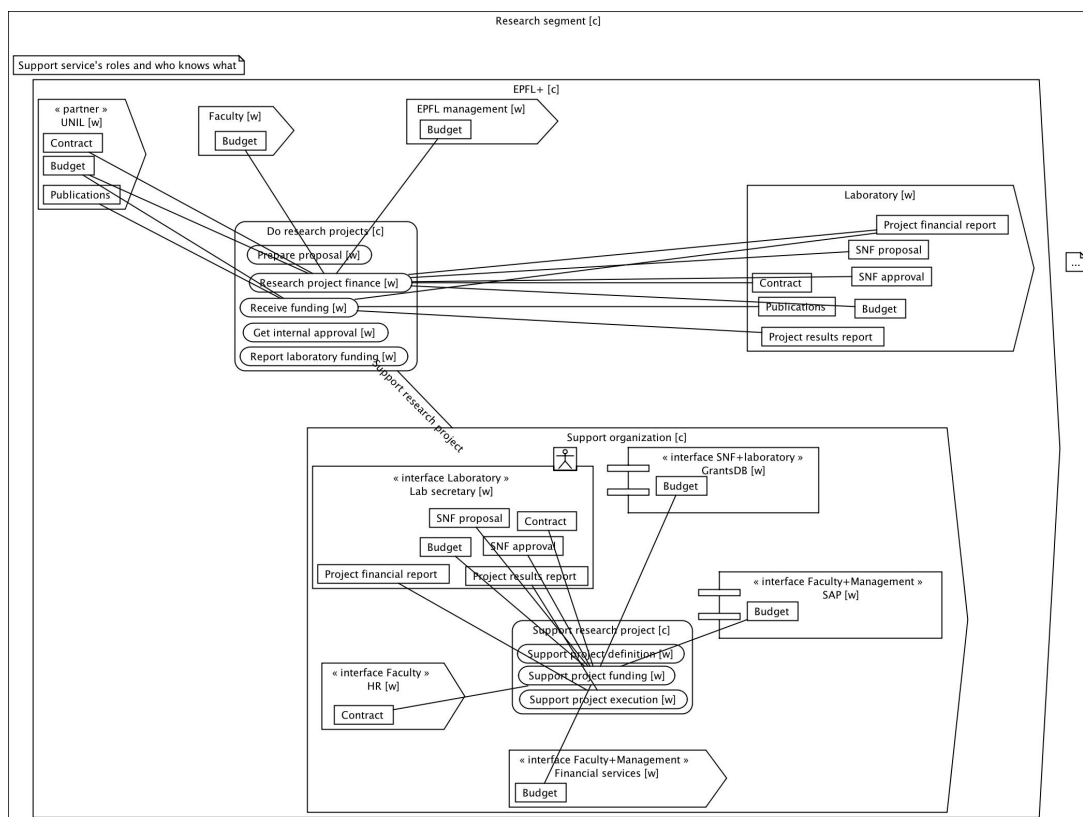 Research segment [c]
Support service's roles and who knows what
EPFL+ [c]
« partner »
UNIL [w]
Contract
Budget
Publications
Faculty [w]
Budget
EPFL management [w]
Budget
Laboratory [w]
Project financial report
SNF proposal
SNF approval
Contract
Publications
Budget
Project results report
...
Do research projects [c]
Prepare proposal [w]
Research project finance [w]
Receive funding [w]
Get internal approval [w]
Report laboratory funding [w]
Support research project
Support organization [c]
« interface Laboratory »
Lab secretary [w]
SNF proposal
Contract
Budget
SNF approval
Project financial report
Project results report
« interface SNF+laboratory »
GrantsDB [w]
Budget
« interface Faculty+Management »
SAP [w]
Budget
Support research project [c]
Support project definition [w]
Support project funding [w]
Support project execution [w]
« interface Faculty »
HR [w]
Contract
« interface Faculty+Management »
Financial services [w]
Budget